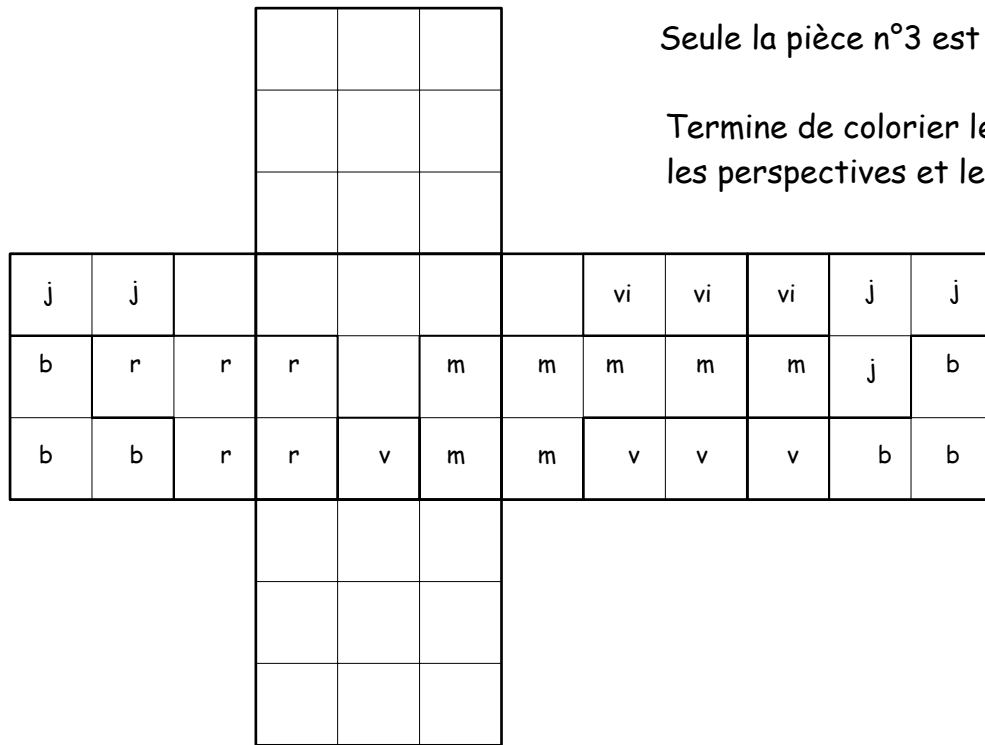 Seule la pièce n°3 est
Termine de colorier le
les perspectives et le
j j vi vi vi j j
b r r r m m m m m j b
b b r r v m m v v v b b